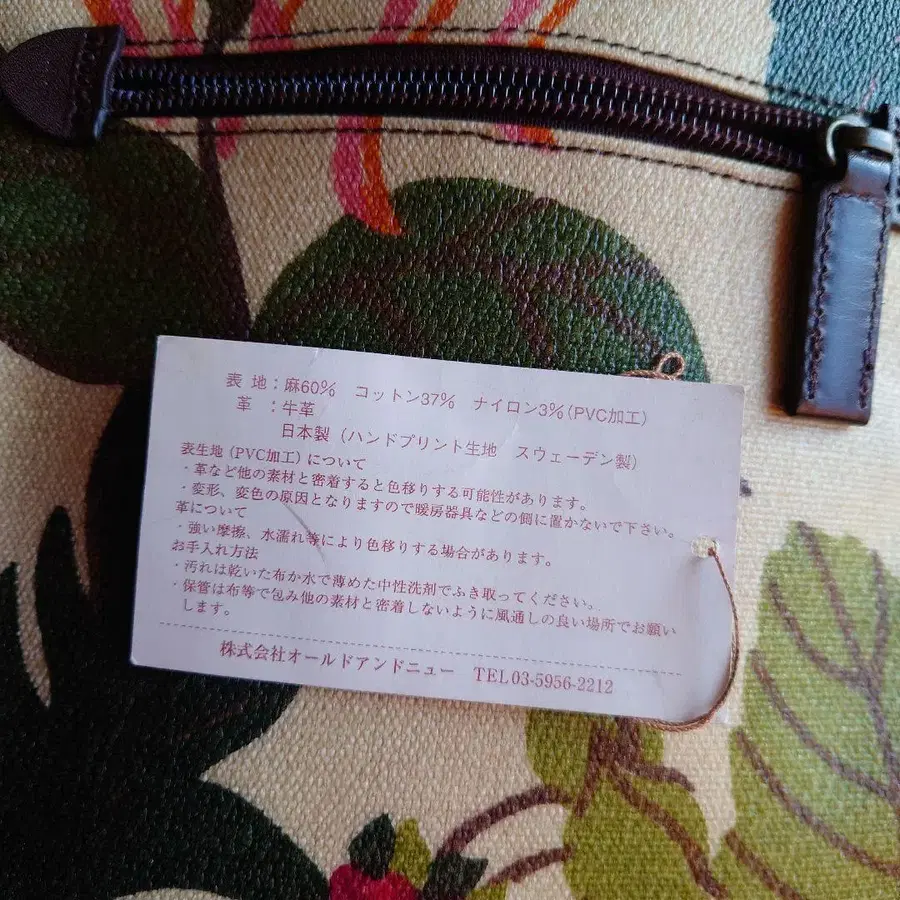 表 地：麻60％ コットン37％ ナイロン3％(PVC加工)
革 ：牛革
日本製（ハンドプリント生地 スウェーデン製）
表生地（PVC加工）について
・革など他の素材と密着すると色移りする可能性があります。
・変形、変色の原因となりますので暖房器具などの側に置かないで下さい。
革について
・強い摩擦、水濡れ等により色移りする場合があります。
お手入れ方法
・汚れは乾いた布か水で薄めた中性洗剤でふき取ってください。
・保管は布等で包み他の素材と密着しないように風通しの良い場所でお願い
します。
株式会社オールドアンドニュー TEL 03-5956-2212